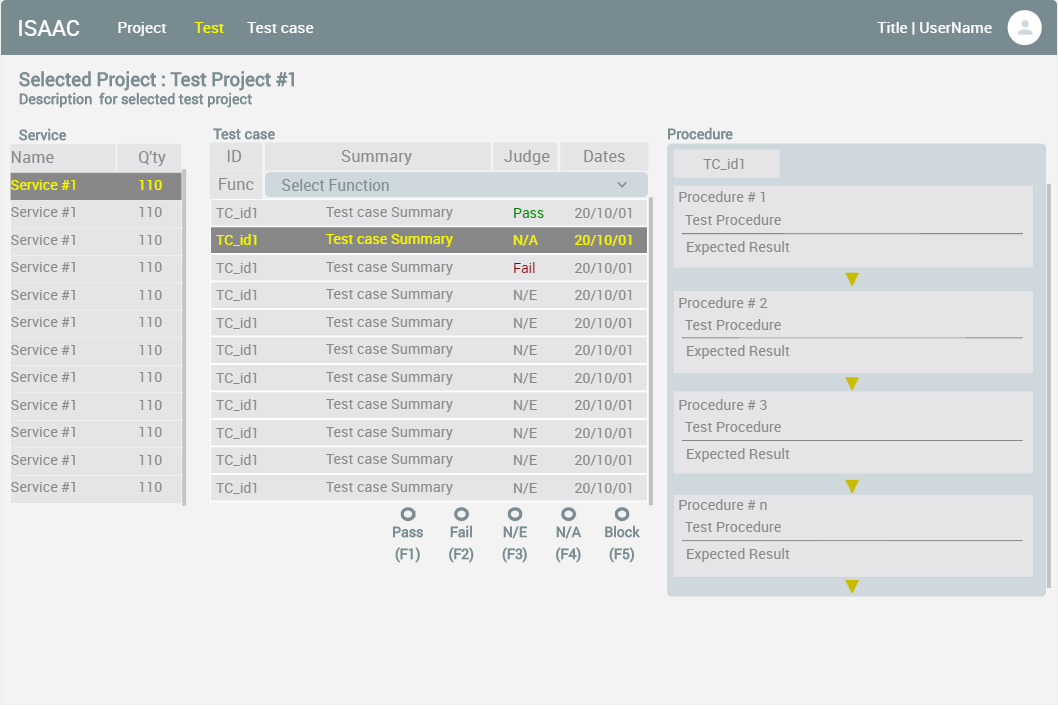 ISAAC Project Test Test case Title | UserName
Selected Project : Test Project #1
Description for selected test project
Service
Name Q'ty
Service #1 110
Service #1 110
Service #1 110
Service #1 110
Service #1 110
Service #1 110
Service #1 110
Service #1 110
Service #1 110
Service #1 110
Service #1 110
Service #1 110
Test case
ID Summary Judge Dates
Func Select Function
TC_id1 Test case Summary Pass 20/10/01
TC_id1 Test case Summary N/A 20/10/01
TC_id1 Test case Summary Fail 20/10/01
TC_id1 Test case Summary N/E 20/10/01
TC_id1 Test case Summary N/E 20/10/01
TC_id1 Test case Summary N/E 20/10/01
TC_id1 Test case Summary N/E 20/10/01
TC_id1 Test case Summary N/E 20/10/01
TC_id1 Test case Summary N/E 20/10/01
TC_id1 Test case Summary N/E 20/10/01
TC_id1 Test case Summary N/E 20/10/01
Pass Fail N/E N/A Block
(F1) (F2) (F3) (F4) (F5)
Procedure
TC_id1
Procedure # 1
Test Procedure
Expected Result
Procedure # 2
Test Procedure
Expected Result
Procedure # 3
Test Procedure
Expected Result
Procedure # n
Test Procedure
Expected Result